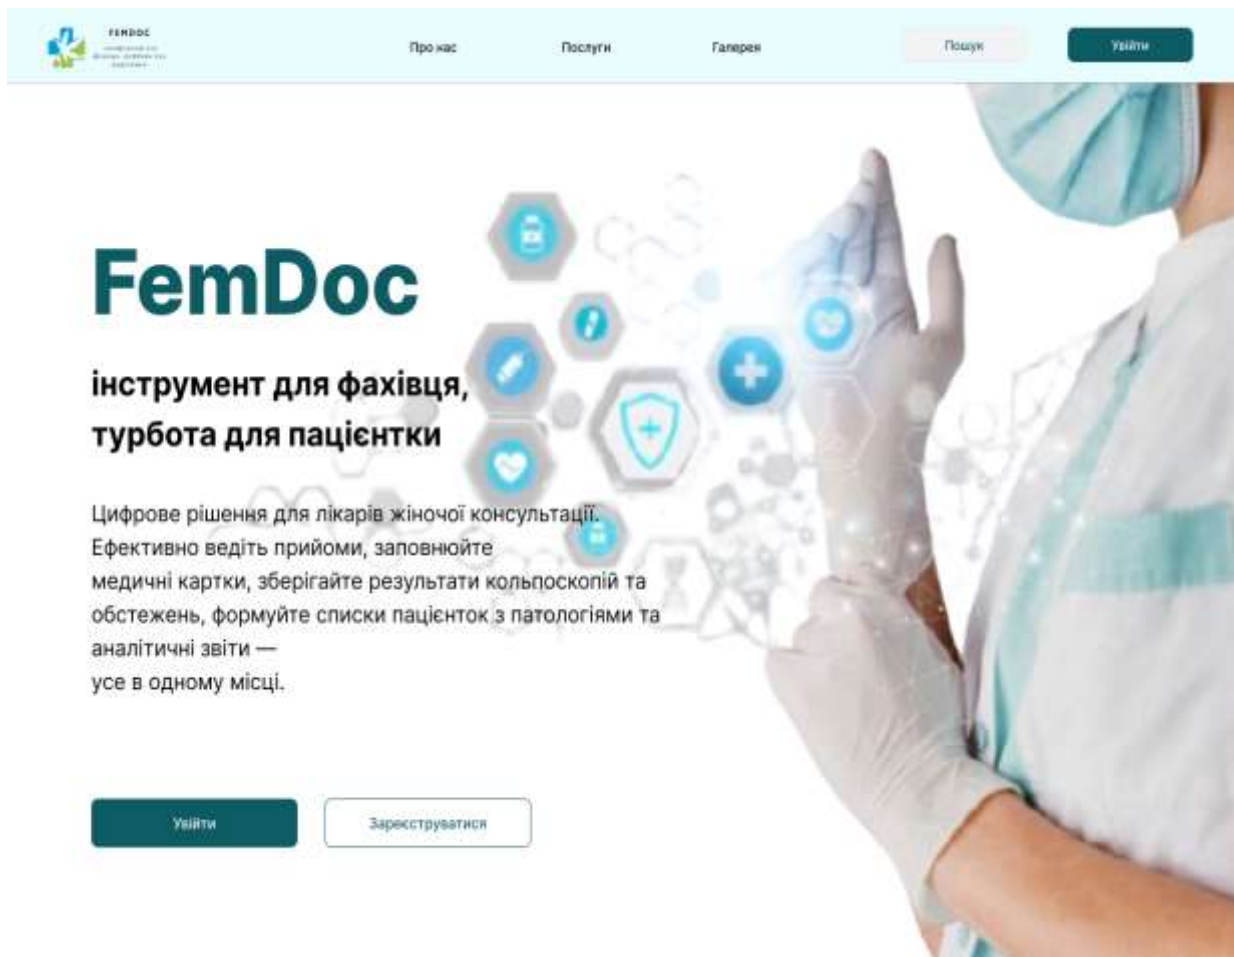 FEMDOC
Про нас
Послуги
Галерея
Пошук
Увійти
FemDoc
інструмент для фахівця,
турбота для пацієнтки
Цифрове рішення для лікарів жіночої консультації.
Ефективно ведіть прийоми, заповнюйте
медичні картки, зберігайте результати кольпоскопій та
обстежень, формуйте списки пацієнток з патологіями та
аналітичні звіти —
усе в одному місці.
Увійти
Зареєструватися